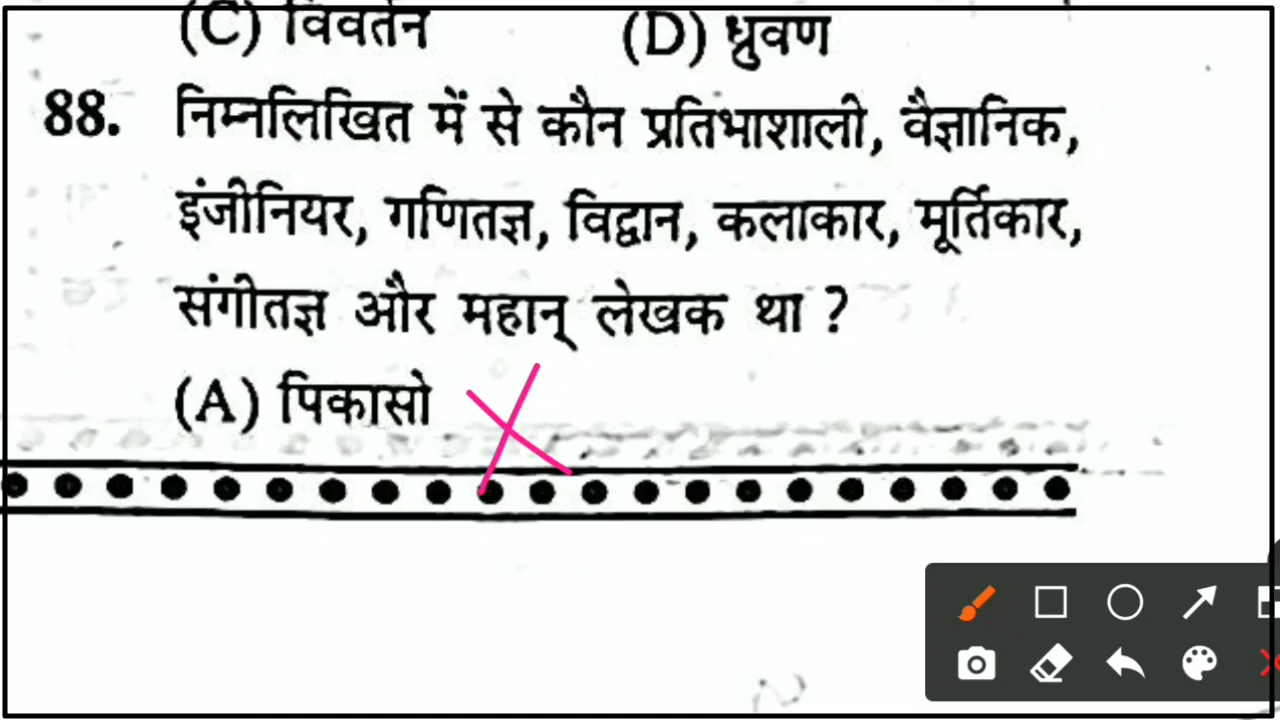 (C) विवर्तन (D) ध्रुवण
88. निम्नलिखित में से कौन प्रतिभाशाली, वैज्ञानिक,
इंजीनियर, गणितज्ञ, विद्वान, कलाकार, मूर्तिकार,
संगीतज्ञ और महान् लेखक था ?
(A) पिकासो